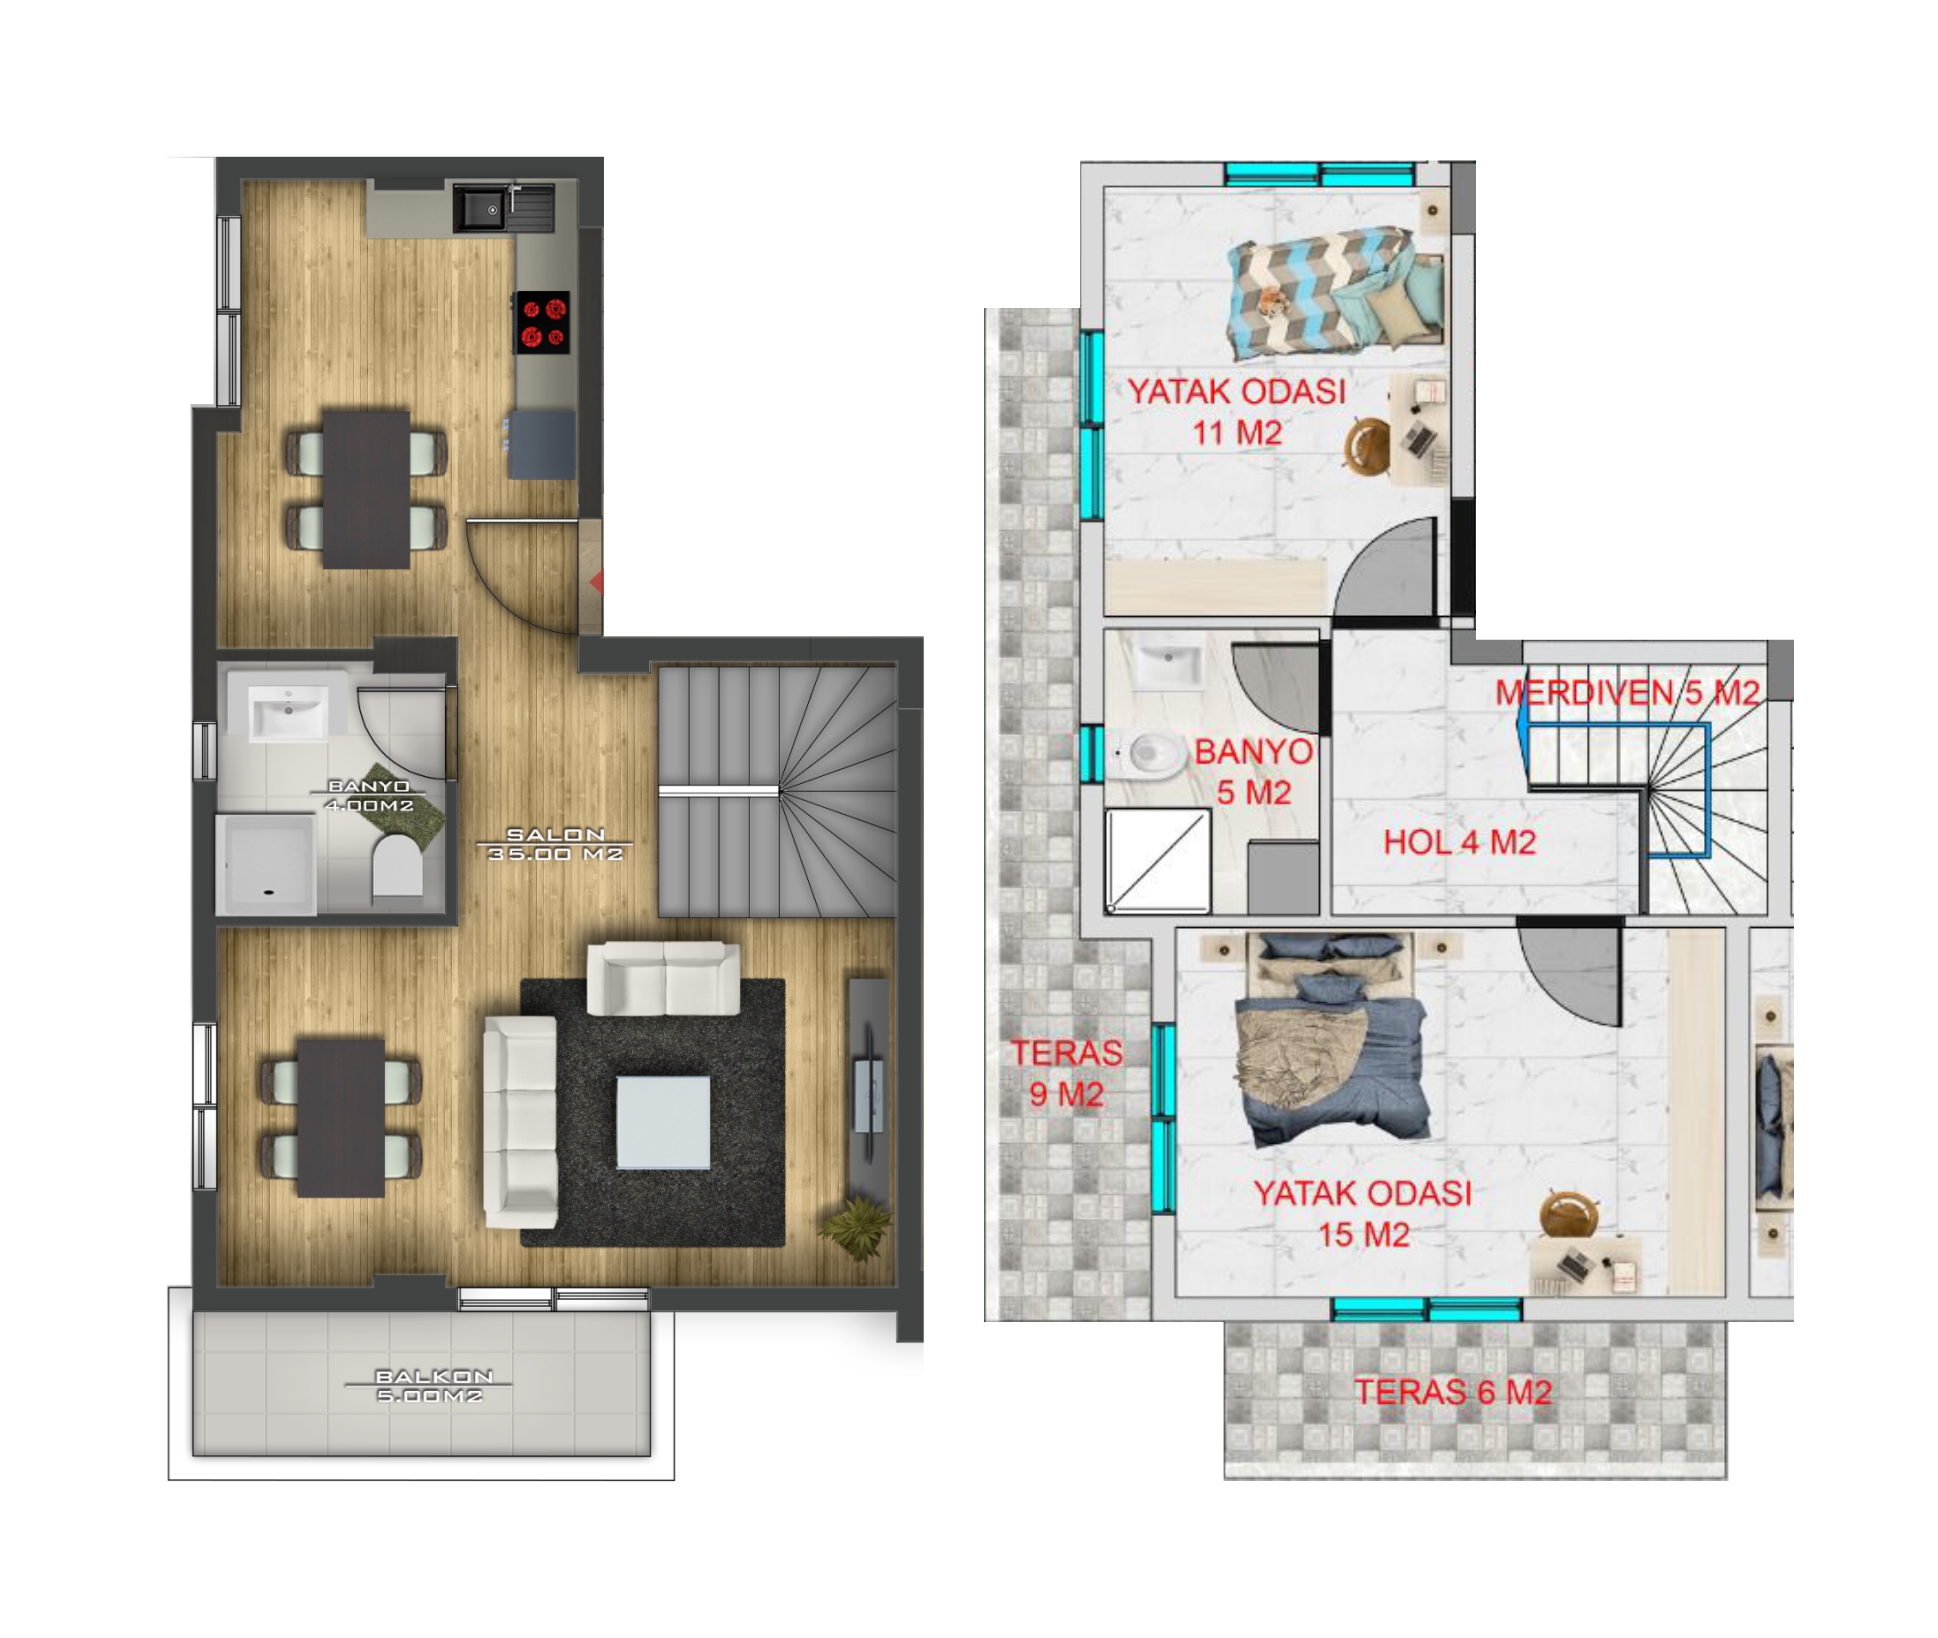 BANYO
4.00M2
SALON
35.00 M2
BALKON
5.00M2
YATAK ODASI
11 M2
MERDIVEN 5 M2
BANYO
5 M2
HOL 4 M2
TERAS
9 M2
YATAK ODASI
15 M2
TERAS 6 M2